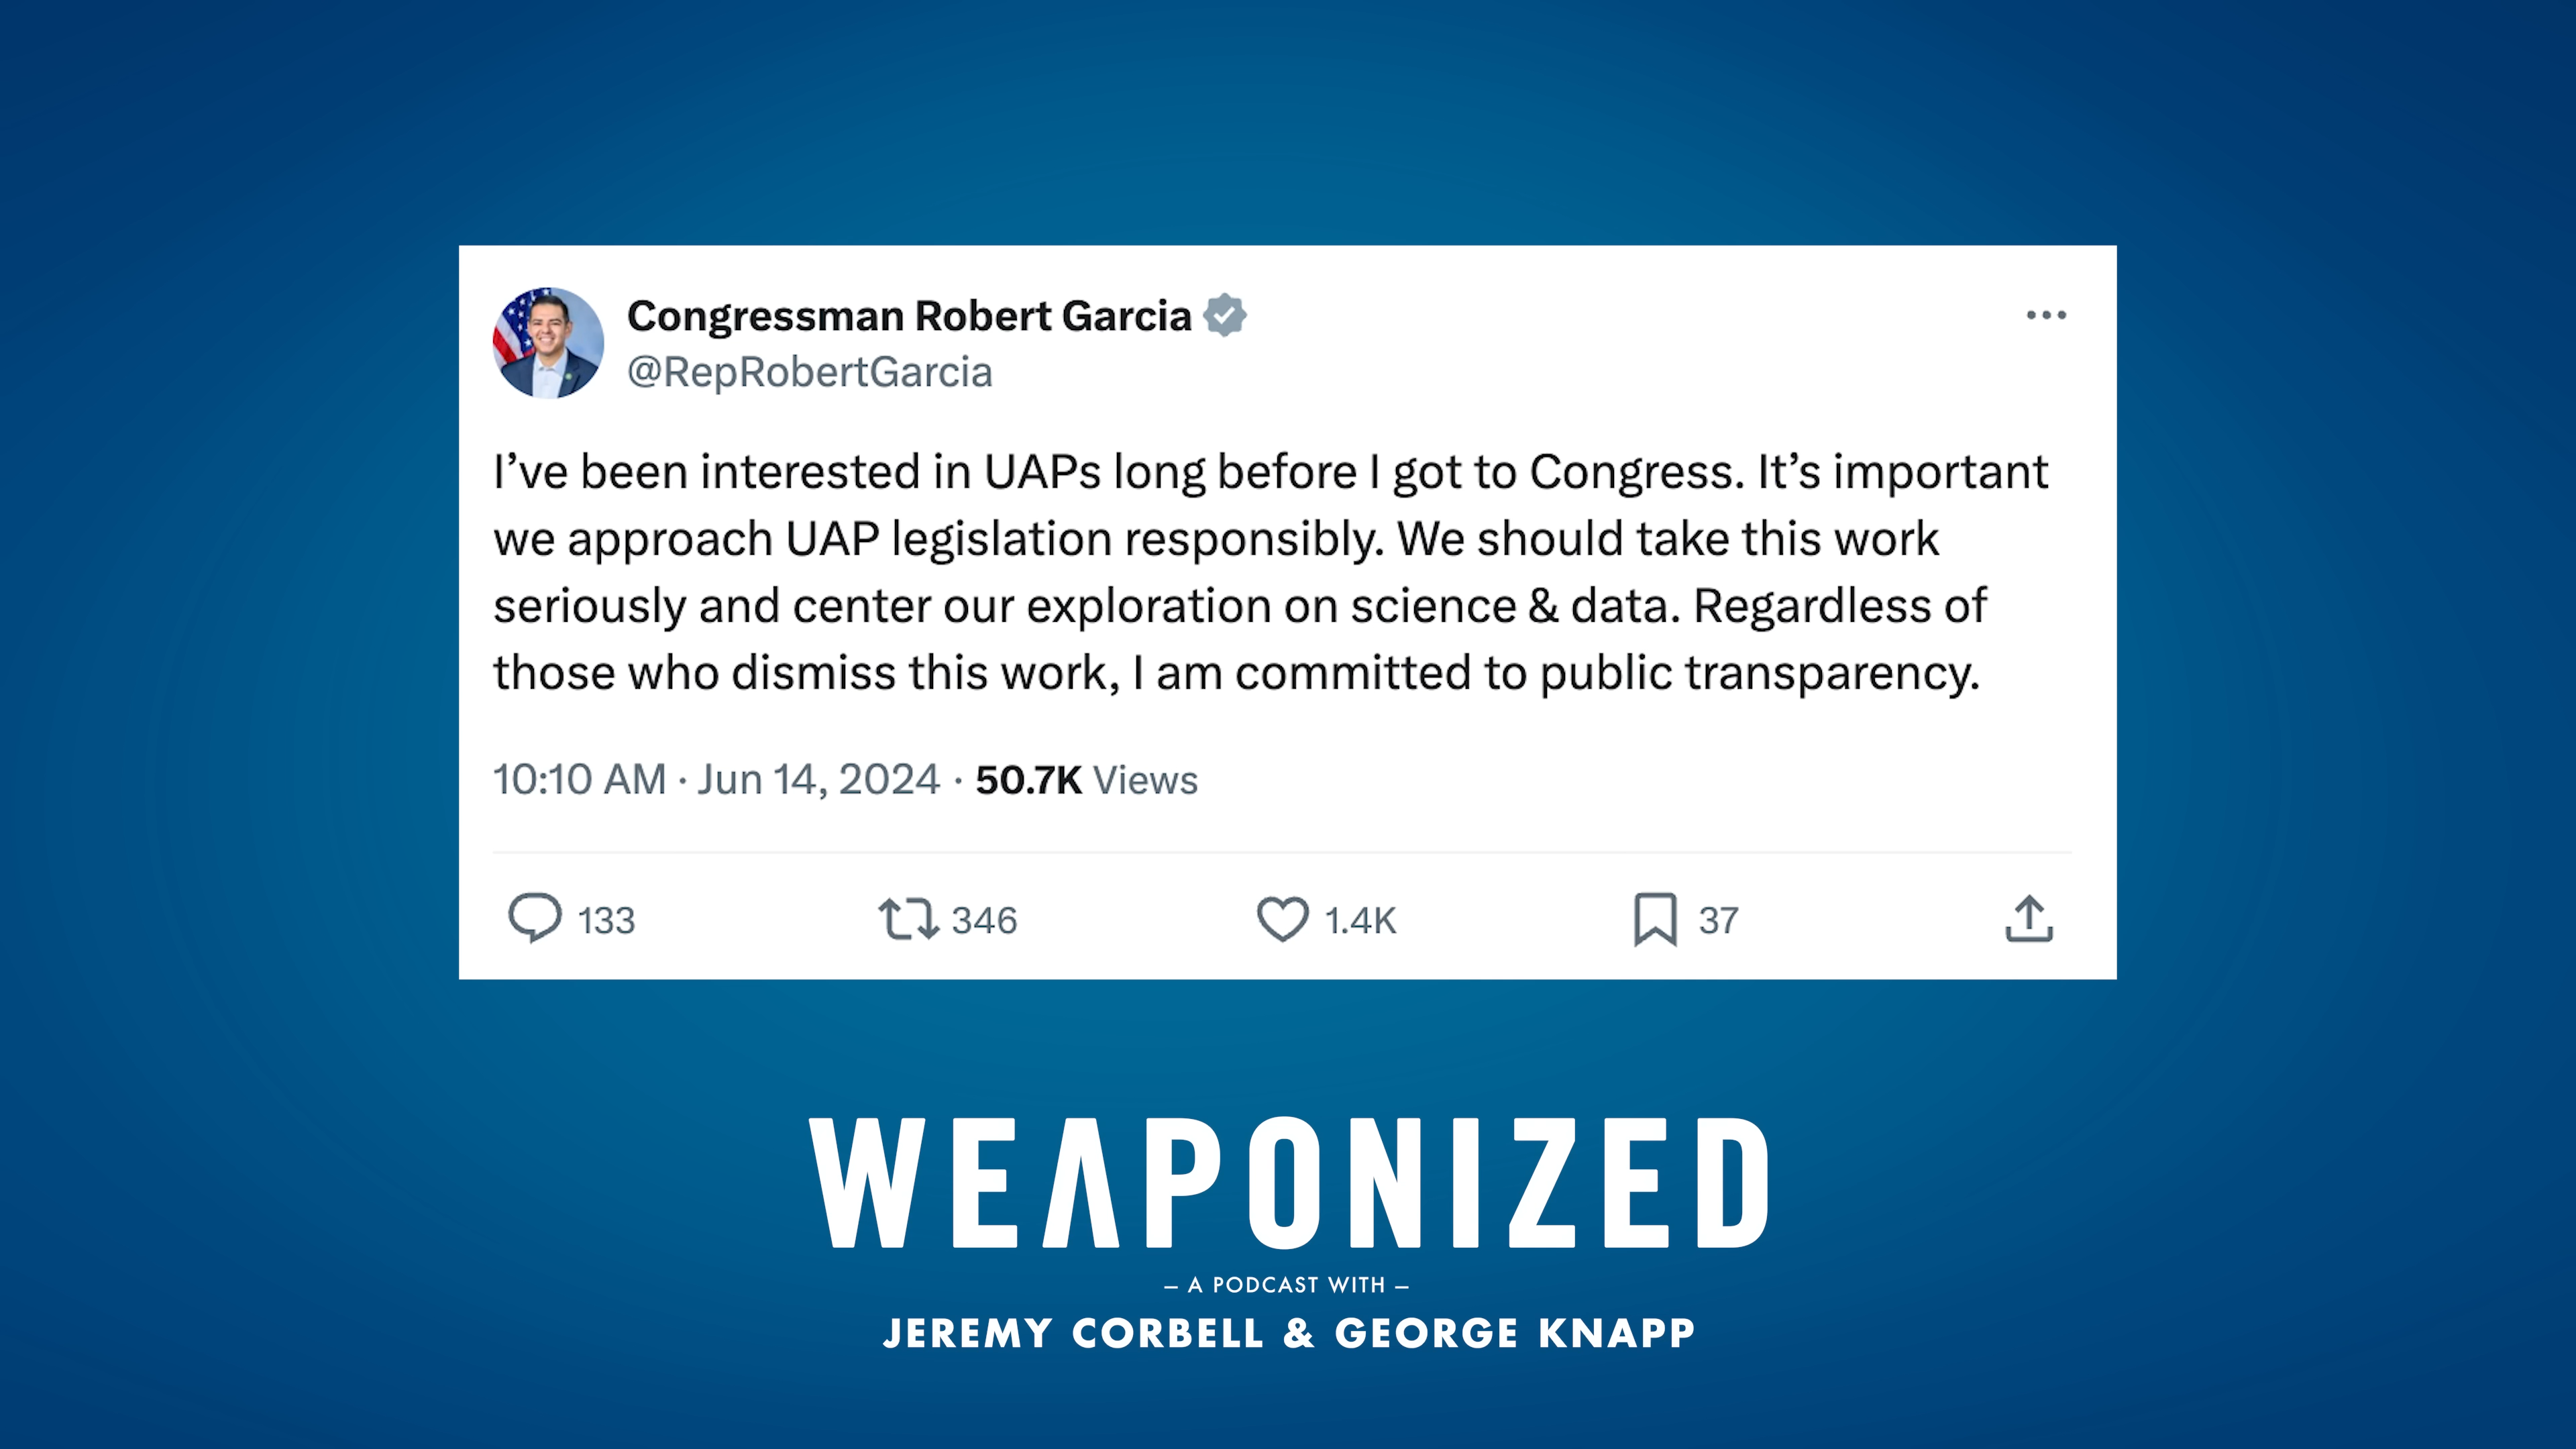 Congressman Robert Garcia
@RepRobertGarcia
I’ve been interested in UAPs long before I got to Congress. It’s important
we approach UAP legislation responsibly. We should take this work
seriously and center our exploration on science & data. Regardless of
those who dismiss this work, I am committed to public transparency.
10:10 AM · Jun 14, 2024 · 50.7K Views
133 346 1.4K 37
WEAPONIZED
– A PODCAST WITH –
JEREMY CORBELL & GEORGE KNAPP